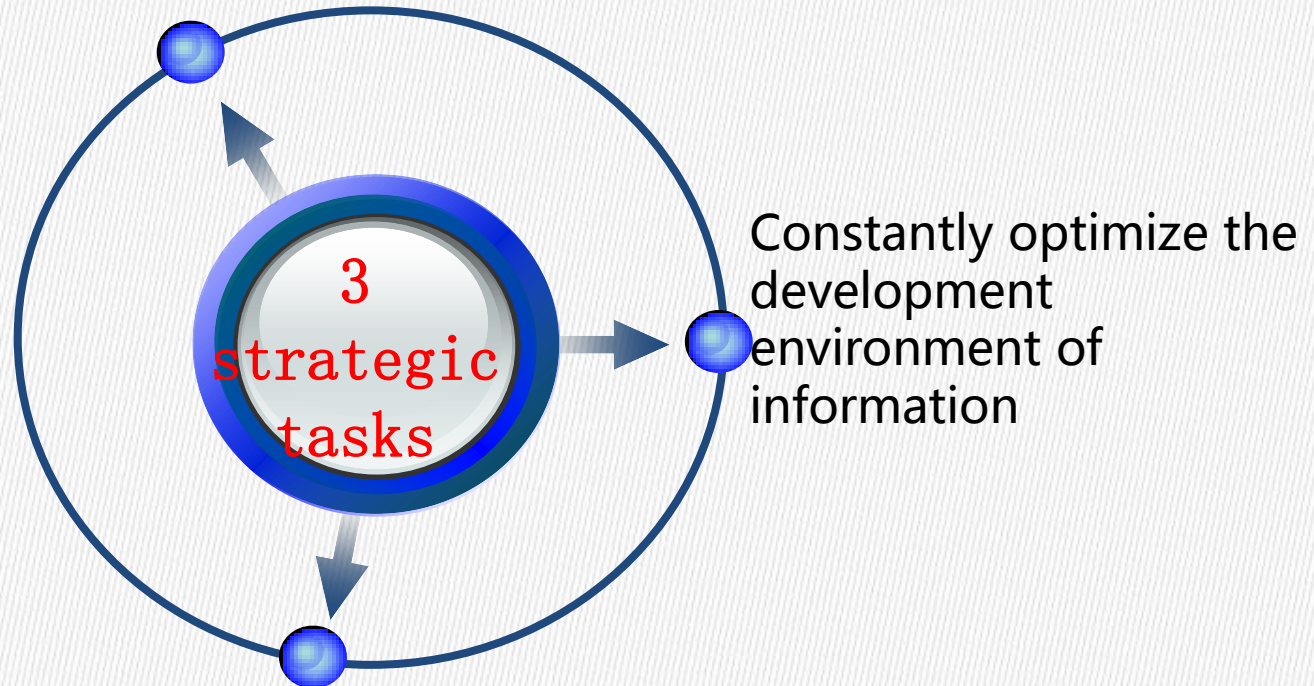 3
strategic
tasks
Constantly optimize the
development
environment of
information